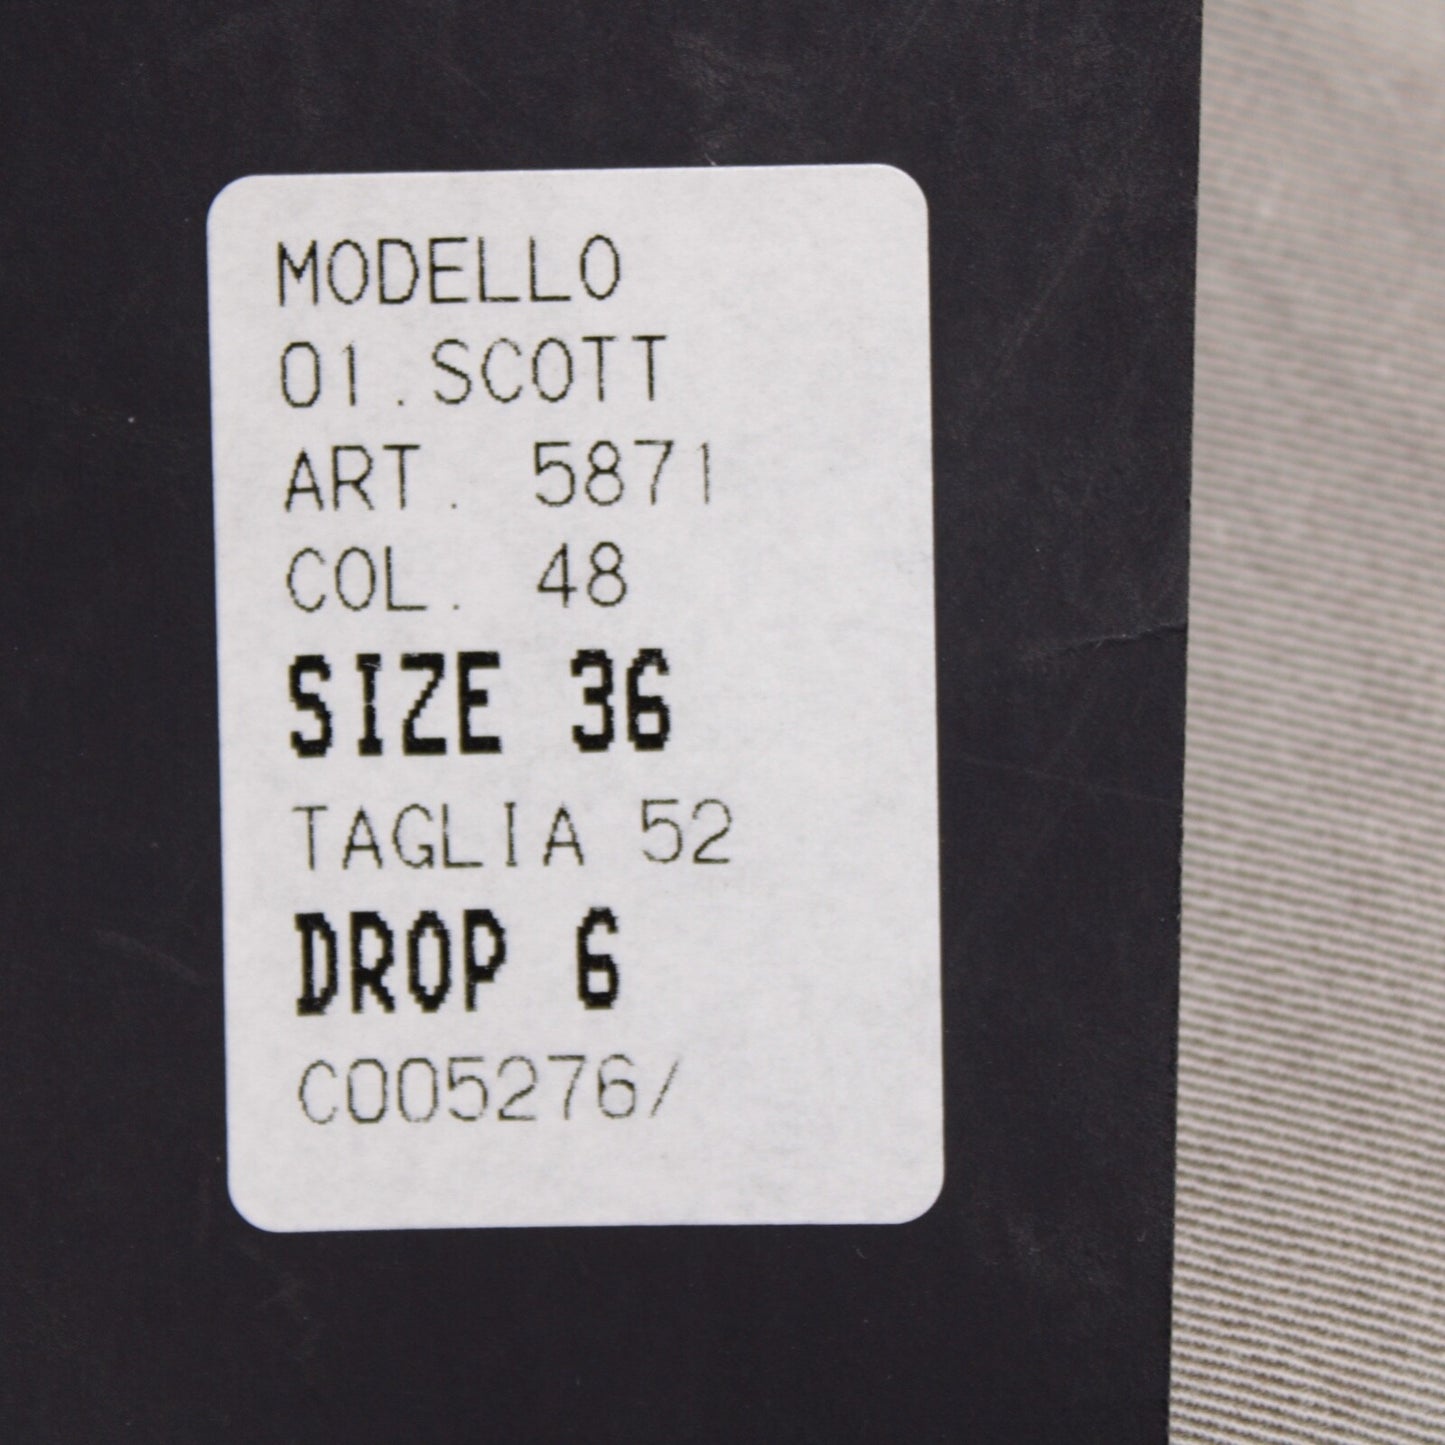 MODELLO
01.SCOTT
ART. 5871
COL. 48
SIZE 36
TAGLIA 52
DROP 6
C005276/